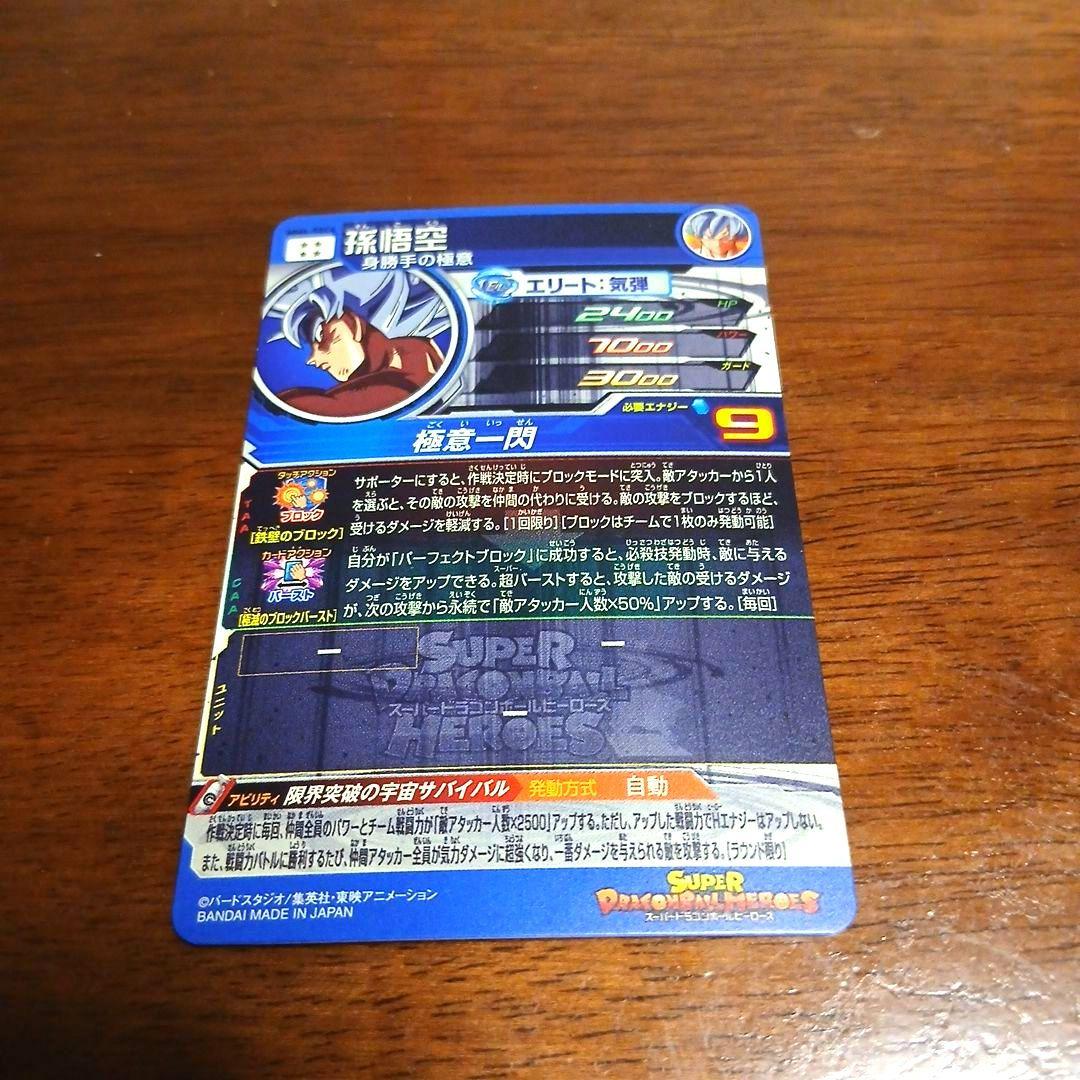 孫悟空
身勝手の極意
エリート:気弾
HP
2400
パワー
7000
ガード
3000
必要エナジー 9
極意一閃
タッチアクション
ブロック
[鉄壁のブロック]
サポーターにすると、作戦決定時にブロックモードに突入。敵アタッカーから1人
を選ぶと、その敵の攻撃を仲間の代わりに受ける。敵の攻撃をブロックするほど、
受けるダメージを軽減する。[1回限り][ブロックはチームで1枚のみ発動可能]
TAA
カードアクション
バースト
[極滅のブロックバースト]
自分が「パーフェクトブロック」に成功すると、必殺技発動時、敵に与える
ダメージをアップできる。超バーストすると、攻撃した敵の受けるダメージ
が、次の攻撃から永続で「敵アタッカー人数×50%」アップする。[毎回]
CAA
ユニット
ー
ー
ー
SUPER
DRAGONBALL
スーパードラゴンボールヒーローズ
HEROES
アビリティ 限界突破の宇宙サバイバル 発動方式 自動
作戦決定時に毎回、仲間全員のパワーとチーム戦闘力が「敵アタッカー人数×2500」アップする。ただし、アップした戦闘力でHエナジーはアップしない。
また、戦闘力バトルに勝利するたび、仲間アタッカー全員が気力ダメージに超強くなり、一番ダメージを与えられる敵を攻撃する。[ラウンド限り]
©バードスタジオ/集英社・東映アニメーション
BANDAI MADE IN JAPAN
SUPER
DRAGONBALL HEROES
スーパードラゴンボールヒーローズ